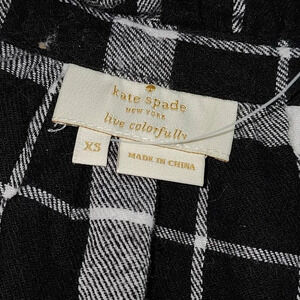 kate spade
NEW YORK
live colorfully
XS
MADE IN CHINA